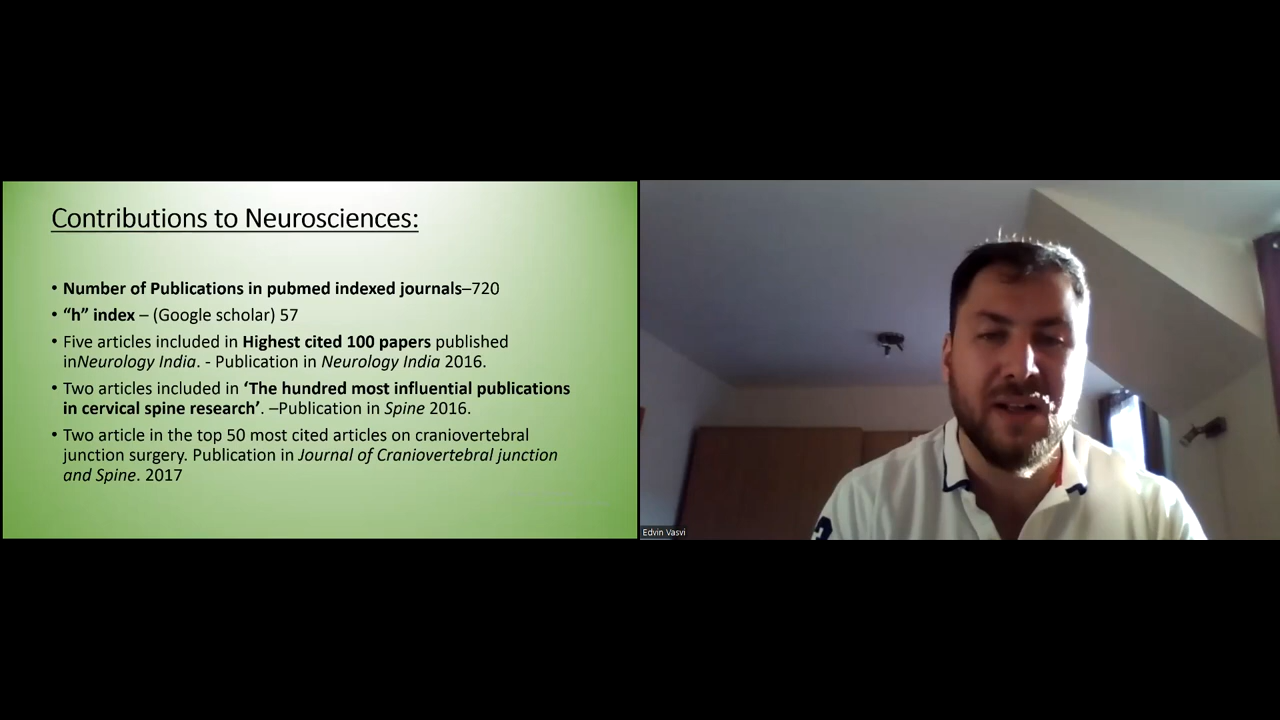 Contributions to Neurosciences:
• Number of Publications in pubmed indexed journals–720
• “h” index – (Google scholar) 57
• Five articles included in Highest cited 100 papers published
inNeurology India. - Publication in Neurology India 2016.
• Two articles included in ‘The hundred most influential publications
in cervical spine research’. –Publication in Spine 2016.
• Two article in the top 50 most cited articles on craniovertebral
junction surgery. Publication in Journal of Craniovertebral junction
and Spine. 2017
Edvin Vasvi